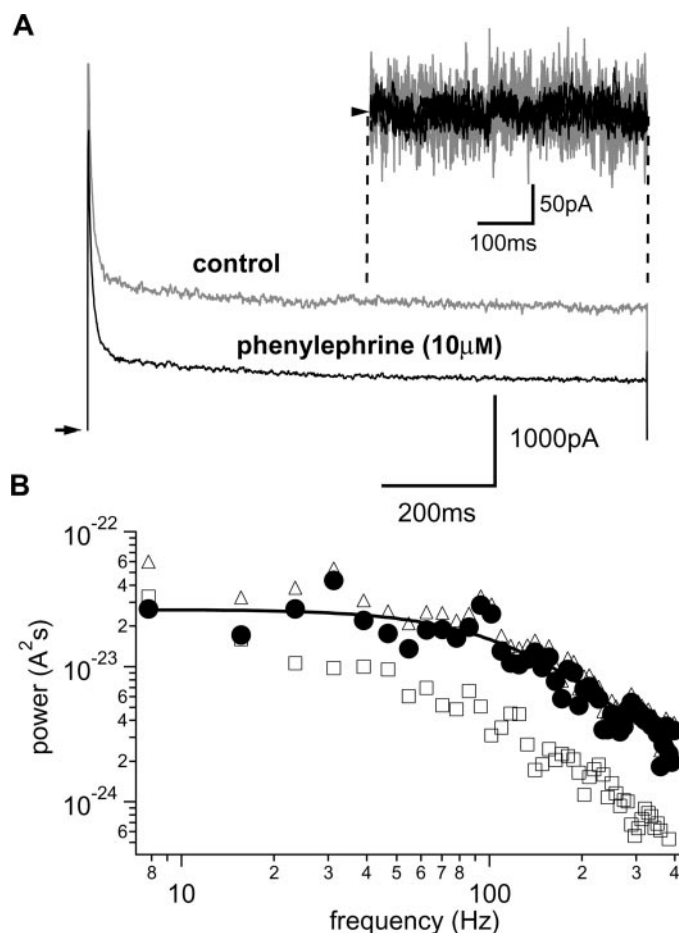 A
50pA
100ms
control
phenylephrine (10μM)
1000pA
200ms
B
power (A²s)
10⁻²²
6
4
2
10⁻²³
6
4
2
10⁻²⁴
6
8 10 2 3 4 5 6 7 8 100 2 3 4
frequency (Hz)